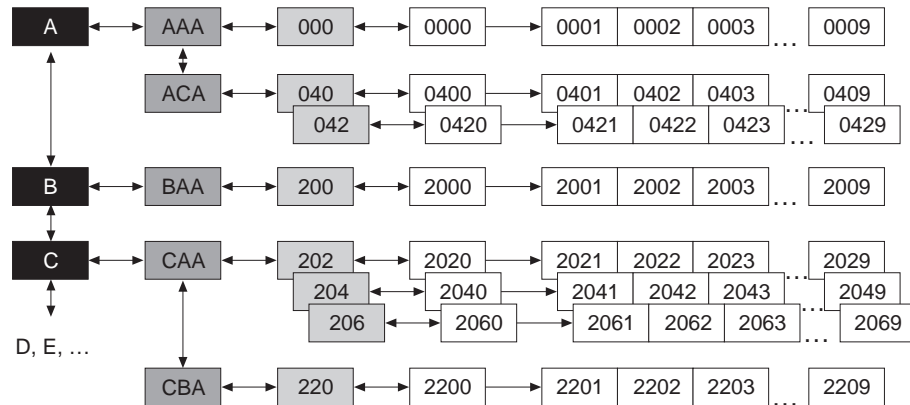 A AAA 000 0000 0001 0002 0003 ... 0009
ACA 040 0400 0401 0402 0403 ... 0409
042 0420 0421 0422 0423 ... 0429
B BAA 200 2000 2001 2002 2003 ... 2009
C CAA 202 2020 2021 2022 2023 ... 2029
204 2040 2041 2042 2043 ... 2049
206 2060 2061 2062 2063 ... 2069
D, E, ...
CBA 220 2200 2201 2202 2203 ... 2209